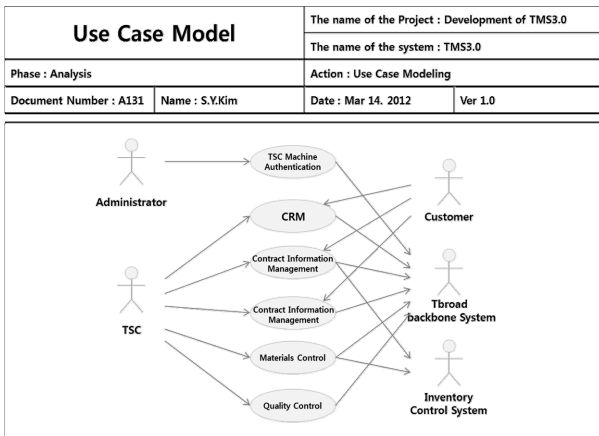 Use Case Model
The name of the Project : Development of TMS3.0
The name of the system : TMS3.0
Phase : Analysis
Action : Use Case Modeling
Document Number : A131
Name : S.Y.Kim
Date : Mar 14. 2012
Ver 1.0
TSC Machine
Authentication
Administrator
CRM
Customer
Contract Information
Management
Tbroad
backbone System
Contract Information
Management
TSC
Materials Control
Inventory
Control System
Quality Control